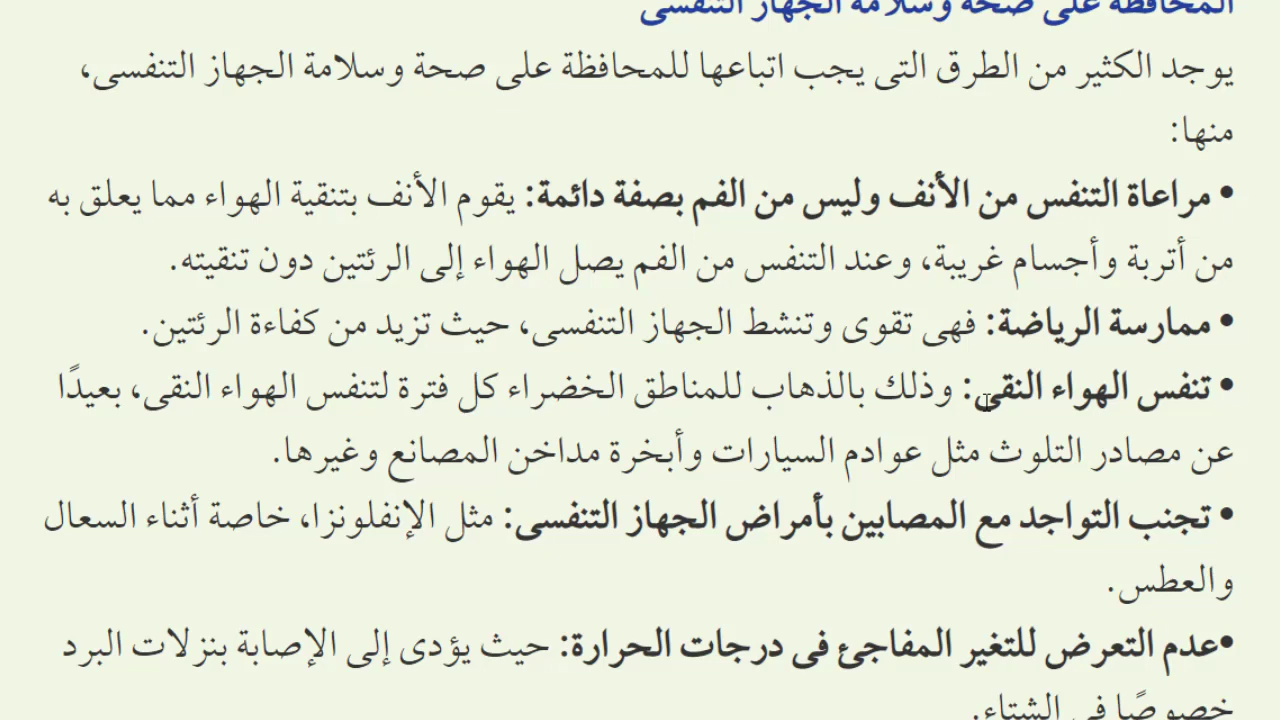 المحافظة على صحة وسلامة الجهاز التنفسى
يوجد الكثير من الطرق التى يجب اتباعها للمحافظة على صحة وسلامة الجهاز التنفسى،
منها:
• مراعاة التنفس من الأنف وليس من الفم بصفة دائمة: يقوم الأنف بتنقية الهواء مما يعلق به
من أتربة وأجسام غريبة، وعند التنفس من الفم يصل الهواء إلى الرئتين دون تنقيته.
• ممارسة الرياضة: فهى تقوى وتنشط الجهاز التنفسى، حيث تزيد من كفاءة الرئتين.
• تنفس الهواء النقى: وذلك بالذهاب للمناطق الخضراء كل فترة لتنفس الهواء النقى، بعيدًا
عن مصادر التلوث مثل عوادم السيارات وأبخرة مداخن المصانع وغيرها.
• تجنب التواجد مع المصابين بأمراض الجهاز التنفسى: مثل الإنفلونزا، خاصة أثناء السعال
والعطس.
•عدم التعرض للتغير المفاجئ فى درجات الحرارة: حيث يؤدى إلى الإصابة بنزلات البرد
خصوصًا فى الشتاء.